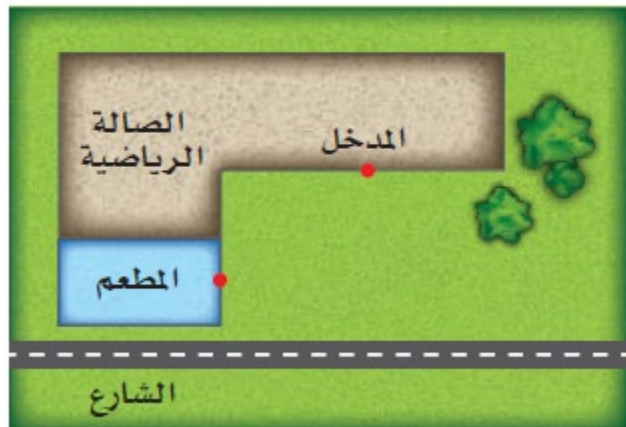 الصالة
الرياضية
المدخل
المطعم
الشارع